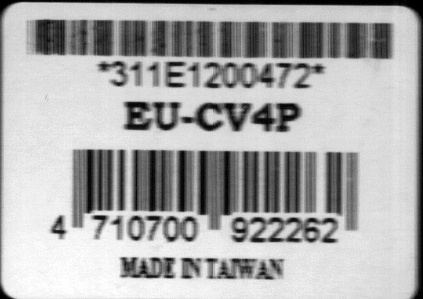 *311E1200472*
EU-CV4P
4 710700 922262
MADE IN TAIWAN